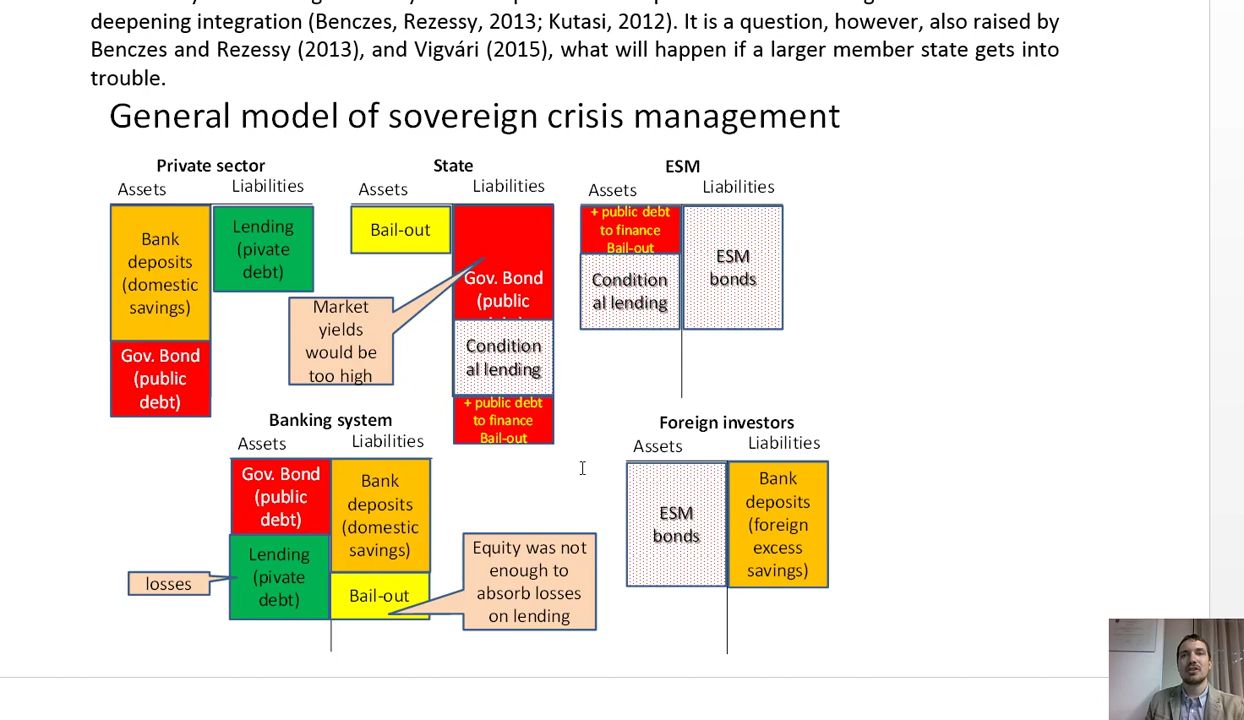 deepening integration (Benczes, Rezessy, 2013; Kutasi, 2012). It is a question, however, also raised by
Benczes and Rezessy (2013), and Vigvári (2015), what will happen if a larger member state gets into
trouble.
General model of sovereign crisis management
Private sector
Assets
Liabilities
Bank
deposits
(domestic
savings)
Lending
(pivate
debt)
Gov. Bond
(public
debt)
State
Assets
Liabilities
Bail-out
Gov. Bond
(public
Market
yields
would be
too high
Condition
al lending
+ public debt
to finance
Bail-out
ESM
Assets
Liabilities
+ public debt
to finance
Bail-out
Condition
al lending
ESM
bonds
Banking system
Assets
Liabilities
Gov. Bond
(public
debt)
Bank
deposits
(domestic
savings)
Lending
(pivate
debt)
losses
Bail-out
Equity was not
enough to
absorb losses
on lending
Foreign investors
Assets
Liabilities
ESM
bonds
Bank
deposits
(foreign
excess
savings)